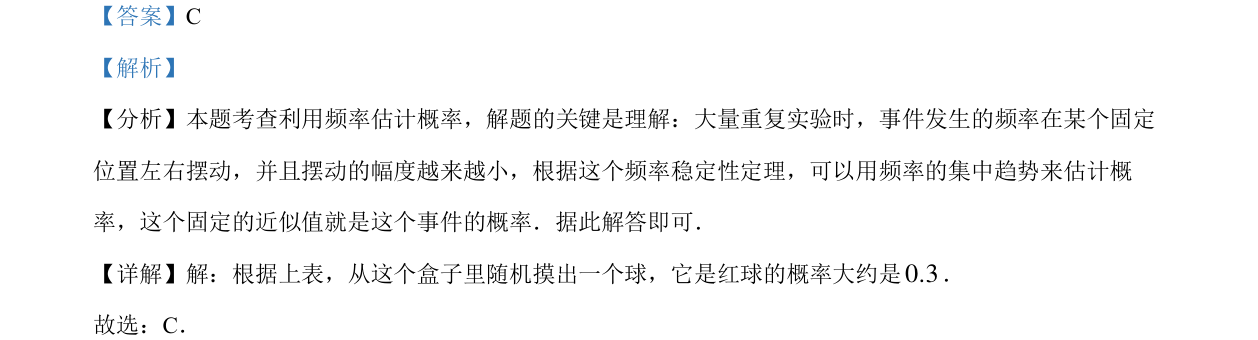 【答案】C
【解析】
【分析】本题考查利用频率估计概率，解题的关键是理解：大量重复实验时，事件发生的频率在某个固定
位置左右摆动，并且摆动的幅度越来越小，根据这个频率稳定性定理，可以用频率的集中趋势来估计概
率，这个固定的近似值就是这个事件的概率．据此解答即可．
【详解】解：根据上表，从这个盒子里随机摸出一个球，它是红球的概率大约是0.3．
故选：C．